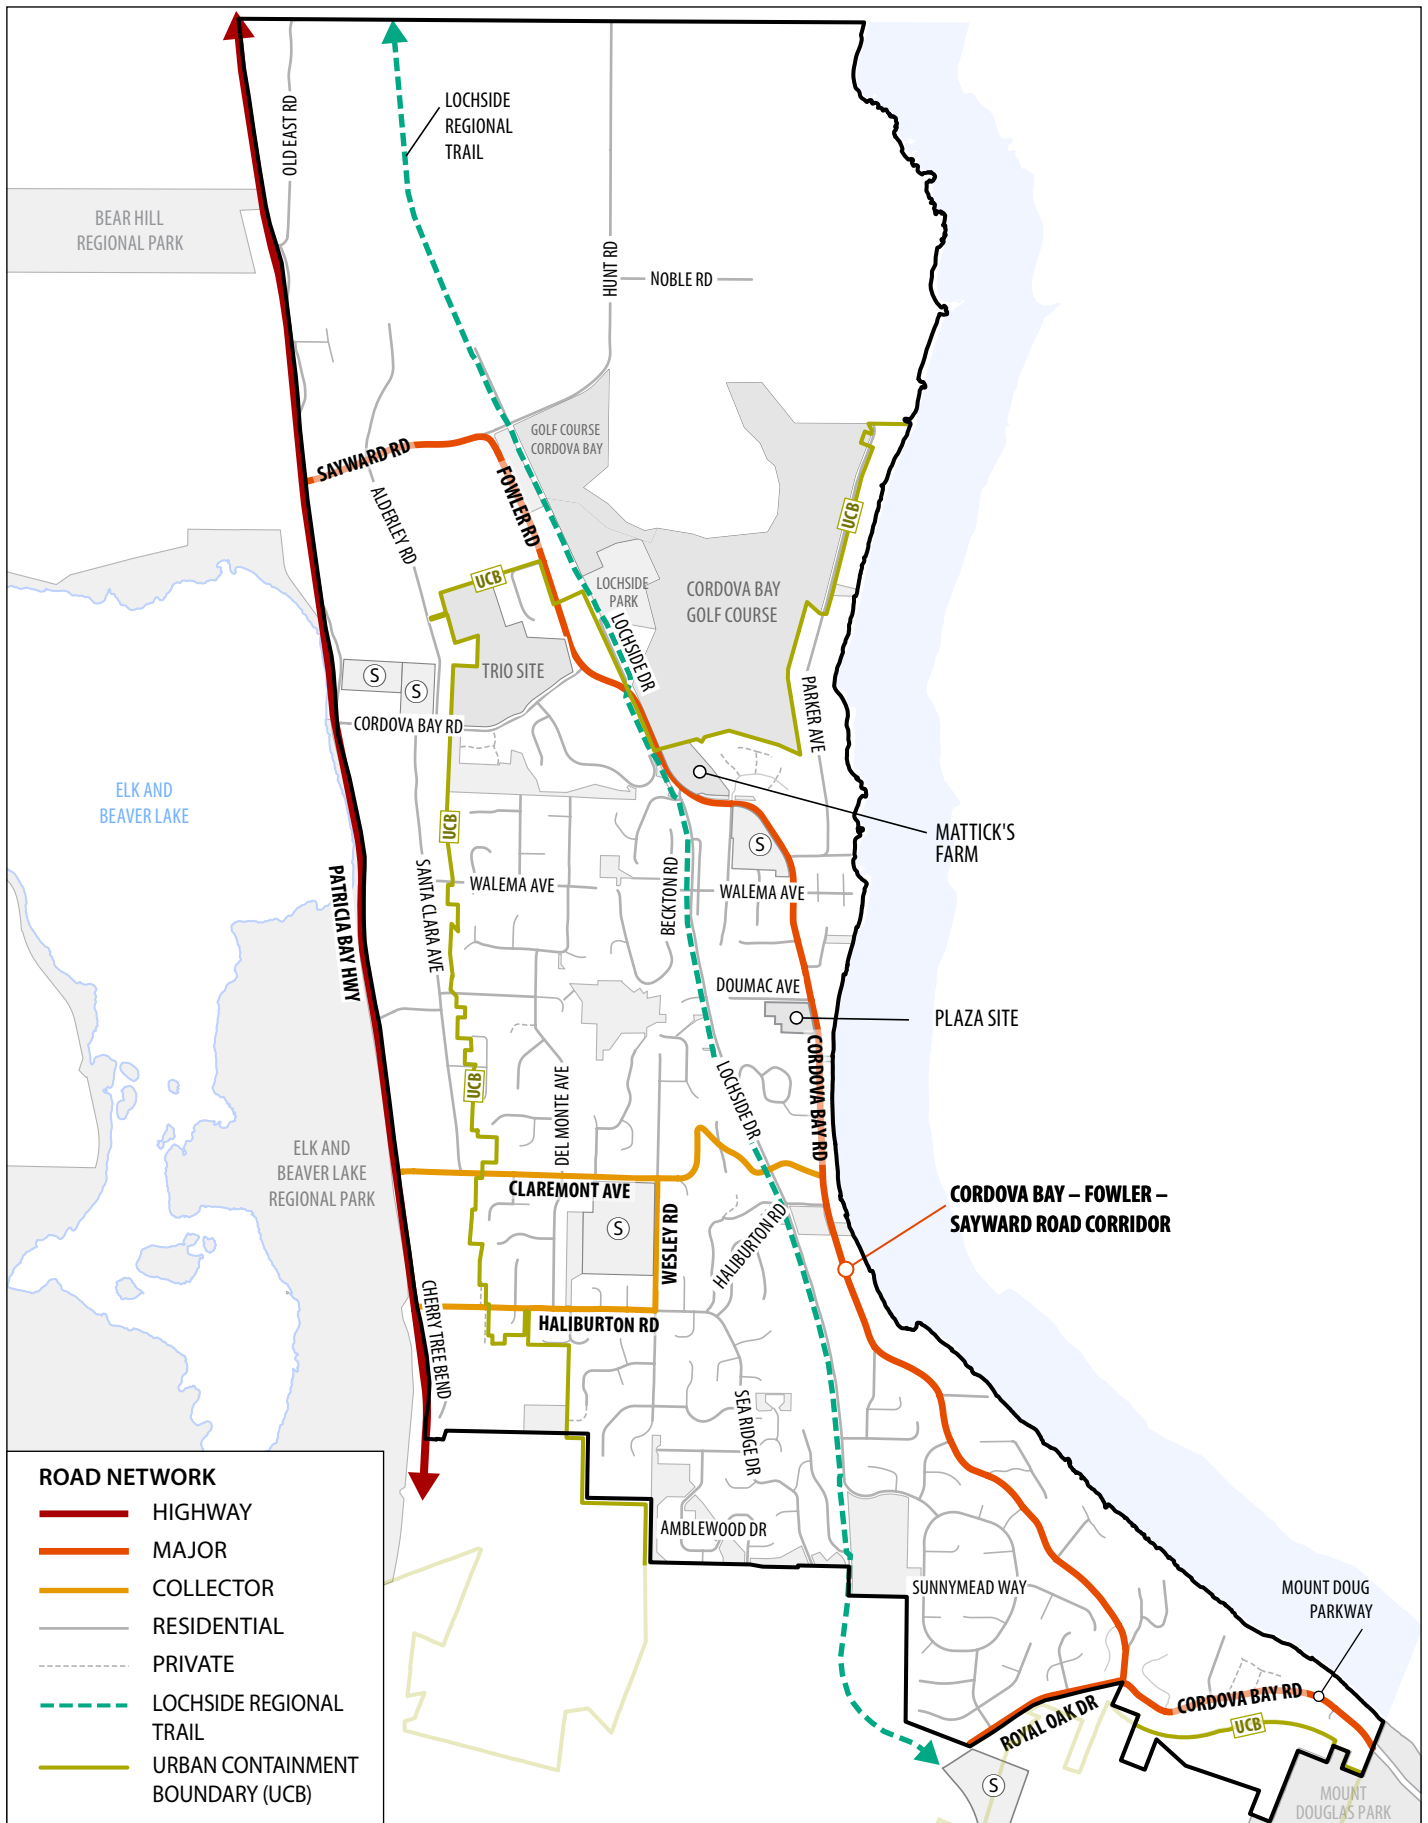 OLD EAST RD
LOCHSIDE
REGIONAL
TRAIL
BEAR HILL
REGIONAL PARK
HUNT RD
NOBLE RD
GOLF COURSE
CORDOVA BAY
SAYWARD RD
FOWLER RD
ALDERLEY RD
UCB
UCB
LOCHSIDE
PARK
CORDOVA BAY
GOLF COURSE
LOCHSIDE DR
TRIO SITE
S
S
PARKER AVE
CORDOVA BAY RD
ELK AND
BEAVER LAKE
UCB
MATTICK'S
FARM
S
PATRICIA BAY HWY
SANTA CLARA AVE
WALEMA AVE
BECKTON RD
WALEMA AVE
DOUMAC AVE
PLAZA SITE
CORDOVA BAY RD
LOCHSIDE DR
UCB
DEL MONTE AVE
ELK AND
BEAVER LAKE
REGIONAL PARK
CLAREMONT AVE
CORDOVA BAY – FOWLER –
SAYWARD ROAD CORRIDOR
S
WESLEY RD
HALIBURTON RD
CHERRY TREE BEND
HALIBURTON RD
SEA RIDGE DR
AMBLEWOOD DR
SUNNYMEAD WAY
MOUNT DOUG
PARKWAY
CORDOVA BAY RD
ROYAL OAK DR
UCB
S
MOUNT
DOUGLAS PARK
ROAD NETWORK
HIGHWAY
MAJOR
COLLECTOR
RESIDENTIAL
PRIVATE
LOCHSIDE REGIONAL
TRAIL
URBAN CONTAINMENT
BOUNDARY (UCB)